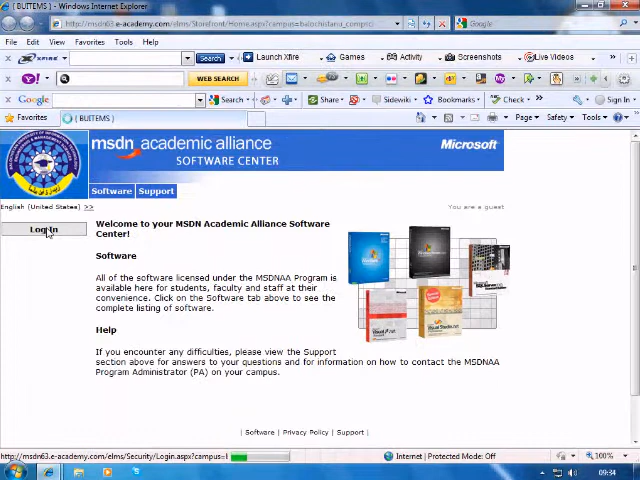 ( BUITEMS ) - Windows Internet Explorer
http://msdn63.e-academy.com/elms/Storefront/Home.aspx?campus=balochistanu_compsci
Google
File Edit View Favorites Tools Help
XFIRE Search Launch Xfire Games Activity Screenshots Live Videos
Y! WEB SEARCH
Google Search Share Sidewiki Bookmarks Check Sign In
Favorites ( BUITEMS ) Page Safety Tools
msdn academic alliance Microsoft
SOFTWARE CENTER
Software Support
English (United States) >> You are a guest
Log In
Welcome to your MSDN Academic Alliance Software
Center!
Software
All of the software licensed under the MSDNAA Program is
available here for students, faculty and staff at their
convenience. Click on the Software tab above to see the
complete listing of software.
Help
If you encounter any difficulties, please view the Support
section above for answers to your questions and for information on how to contact the MSDNAA
Program Administrator (PA) on your campus.
| Software | Privacy Policy | Support |
http://msdn63.e-academy.com/elms/Security/Login.aspx?campus=l Internet | Protected Mode: Off 100%
09:34